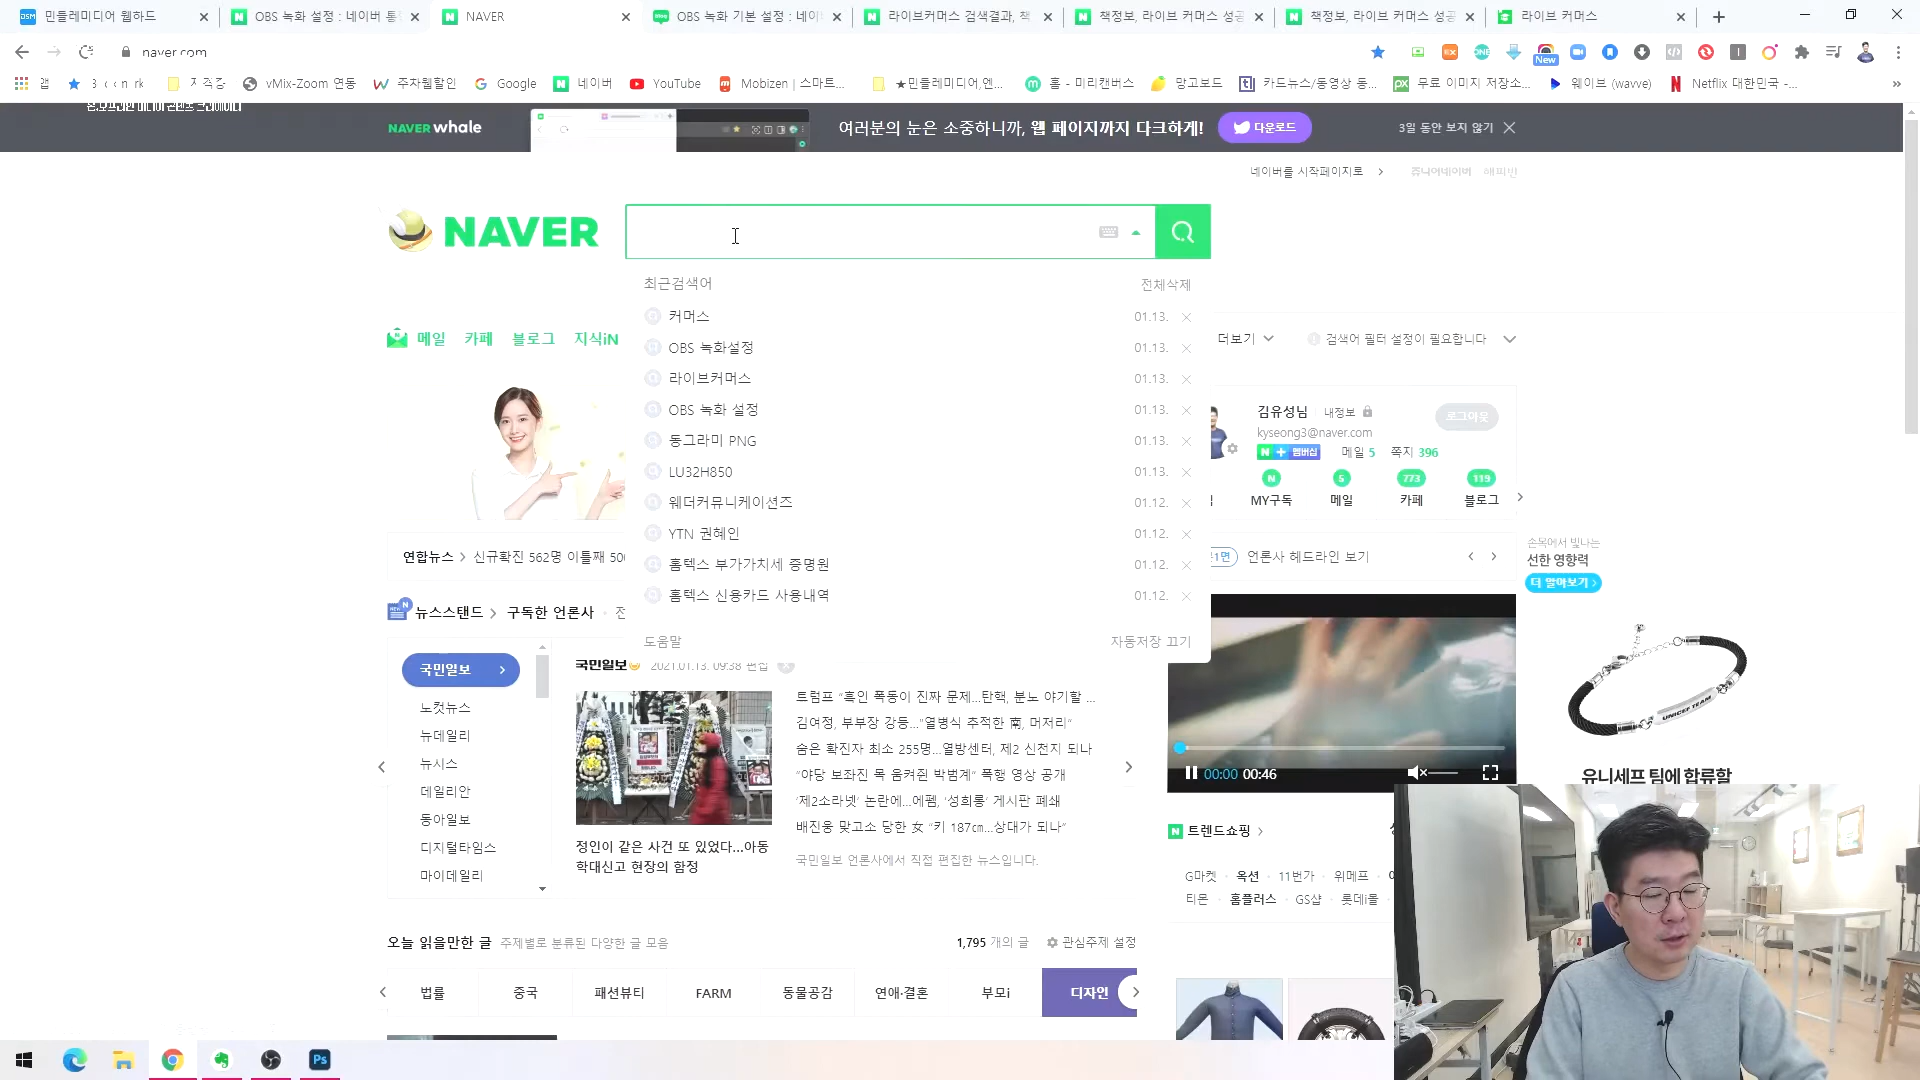 민들레미디어 웹하드
OBS 녹화 설정 : 네이버 통
NAVER
OBS 녹화 기본 설정 : 네이
라이브커머스 검색결과, 책
책정보, 라이브 커머스 성공
책정보, 라이브 커머스 성공
라이브 커머스
naver.com
New
앱
vMix-Zoom 연동
주차웹할인
Google
네이버
YouTube
Mobizen | 스마트...
★민들레미디어,엔...
홈 - 미리캔버스
망고보드
카드뉴스/동영상 등...
무료 이미지 저장소...
웨이브 (wavve)
Netflix 대한민국 -...
NAVER whale
여러분의 눈은 소중하니까, 웹 페이지까지 다크하게!
다운로드
3일 동안 보지 않기
네이버를 시작페이지로
쥬니어네이버 해피빈
NAVER
최근검색어
전체삭제
커머스 01.13.
OBS 녹화설정 01.13.
라이브커머스 01.13.
OBS 녹화 설정 01.13.
동그라미 PNG 01.13.
LU32H850 01.13.
웨더커뮤니케이션즈 01.12.
YTN 권혜인 01.12.
홈텍스 부가가치세 증명원 01.12.
홈텍스 신용카드 사용내역 01.12.
도움말
자동저장 끄기
메일 카페 블로그 지식iN
더보기
검색어 필터 설정이 필요합니다
김유성님 내정보
로그아웃
kyseong3@naver.com
N + 멤버십 메일 5 쪽지 396
N 5 773 119
MY구독 메일 카페 블로그
연합뉴스 > 신규확진 562명 이틀째 50
언론사 헤드라인 보기
손목에서 빛나는
선한 영향력
더 알아보기 >
뉴스스탠드 > 구독한 언론사
국민일보
노컷뉴스
뉴데일리
뉴시스
데일리안
동아일보
디지털타임스
마이데일리
국민일보 2021.01.13. 09:38 편집
트럼프 “흑인 폭동이 진짜 문제...탄핵, 분노 야기할 ...
김여정, 부부장 강등...“열병식 추적한 南, 머저리”
숨은 확진자 최소 255명...열방센터, 제2 신천지 되나
“야당 보좌진 목 움켜쥔 박범계” 폭행 영상 공개
‘제2소라넷’ 논란에...에펨, ‘성희롱’ 게시판 폐쇄
배진웅 맞고소 당한 女 “키 187㎝...상대가 되나”
국민일보 언론사에서 직접 편집한 뉴스입니다.
정인이 같은 사건 또 있었다...아동
학대신고 현장의 함정
00:00 00:46
UNICEF TEAM
유니세프 팀에 합류할
트렌드쇼핑 >
G마켓 · 옥션 · 11번가 · 위메프
티몬 · 홈플러스 · GS샵 · 롯데i몰
오늘 읽을만한 글 주제별로 분류된 다양한 글 모음
1,795 개의 글
관심주제 설정
법률
중국
패션뷰티
FARM
동물공감
연애·결혼
부모i
디자인
Ps